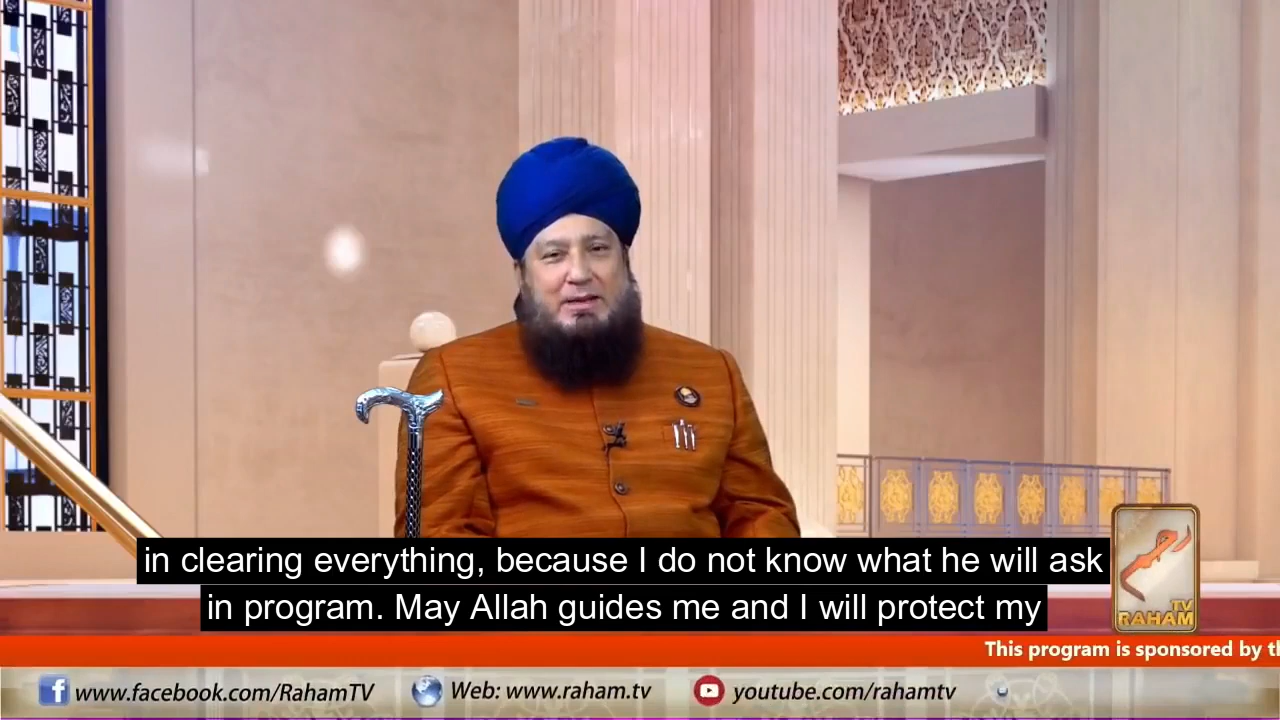 in clearing everything, because I do not know what he will ask
in program. May Allah guides me and I will protect my
TV
RAHAM
This program is sponsored by th
www.facebook.com/RahamTV
Web: www.raham.tv
youtube.com/rahamtv